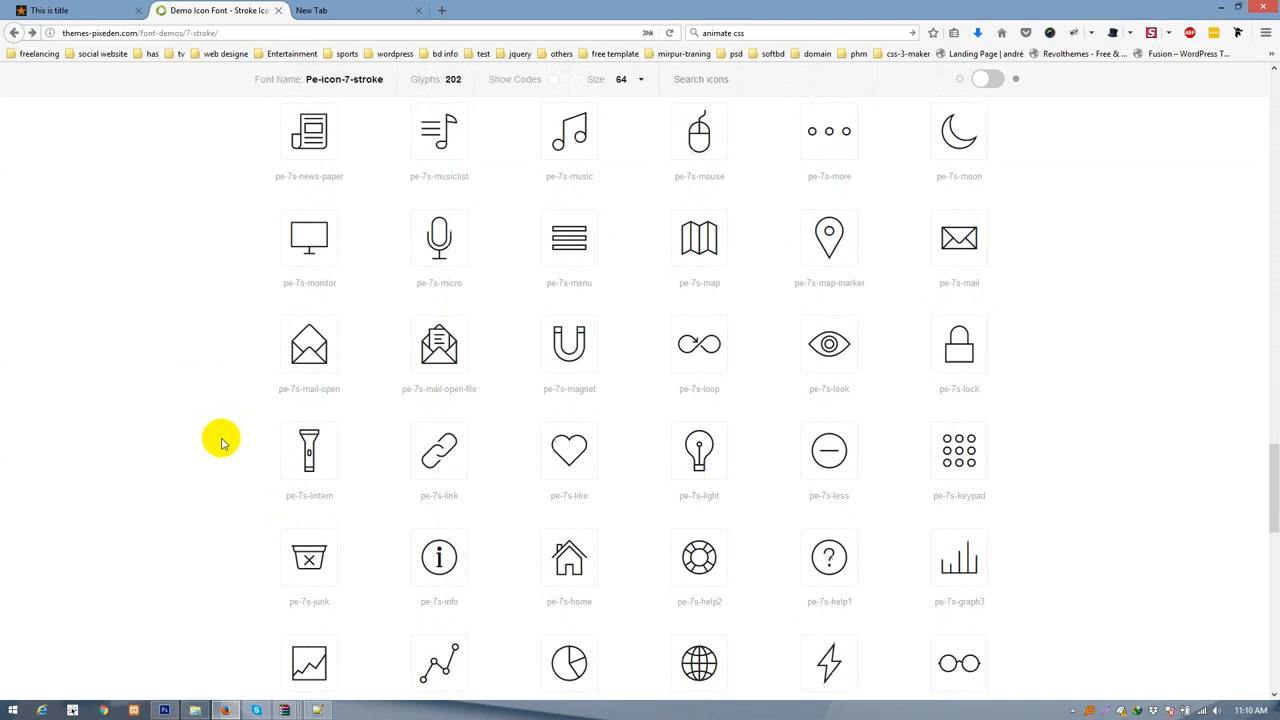 This is title
Demo Icon Font - Stroke Ico
New Tab
themes-pixeden.com/font-demos/7-stroke/
animate css
freelancing
social website
has
tv
web designe
Entertainment
sports
wordpress
bd info
test
jquery
others
free template
mirpur-traning
psd
softbd
domain
phm
css-3-maker
Landing Page | andré
Revolthemes - Free & ...
Fusion – WordPress T...
Font Name: Pe-icon-7-stroke
Glyphs: 202
Show Codes
Size 64
Search icons
pe-7s-news-paper
pe-7s-musiclist
pe-7s-music
pe-7s-mouse
pe-7s-more
pe-7s-moon
pe-7s-monitor
pe-7s-micro
pe-7s-menu
pe-7s-map
pe-7s-map-marker
pe-7s-mail
pe-7s-mail-open
pe-7s-mail-open-file
pe-7s-magnet
pe-7s-loop
pe-7s-look
pe-7s-lock
pe-7s-lintern
pe-7s-link
pe-7s-like
pe-7s-light
pe-7s-less
pe-7s-keypad
pe-7s-junk
pe-7s-info
pe-7s-home
pe-7s-help2
pe-7s-help1
pe-7s-graph3
11:10 AM